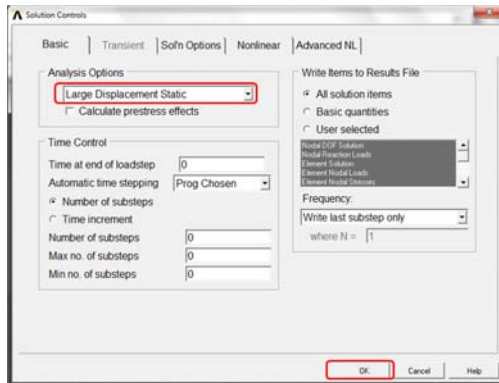 Solution Controls
Basic
Transient
Sol'n Options
Nonlinear
Advanced NL
Analysis Options
Large Displacement Static
Calculate prestress effects
Time Control
Time at end of loadstep 0
Automatic time stepping Prog Chosen
Number of substeps
Time increment
Number of substeps 0
Max no. of substeps 0
Min no. of substeps 0
Write Items to Results File
All solution items
Basic quantities
User selected
Nodal DOF Solution
Nodal Reaction Loads
Element Solution
Element Nodal Loads
Element Nodal Stresses
Frequency:
Write last substep only
where N = 1
OK
Cancel
Help